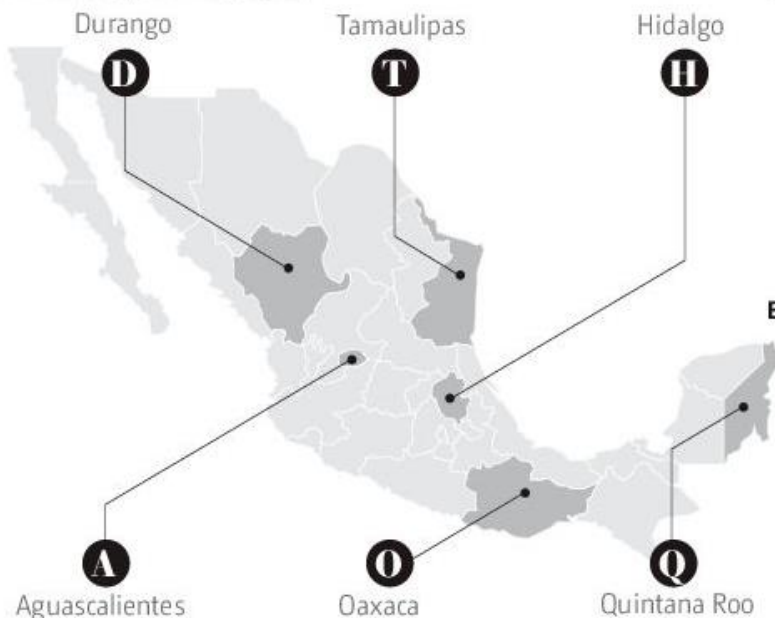 Durango
Tamaulipas
Hidalgo
D
T
H
A
O
Q
Aguascalientes
Oaxaca
Quintana Roo